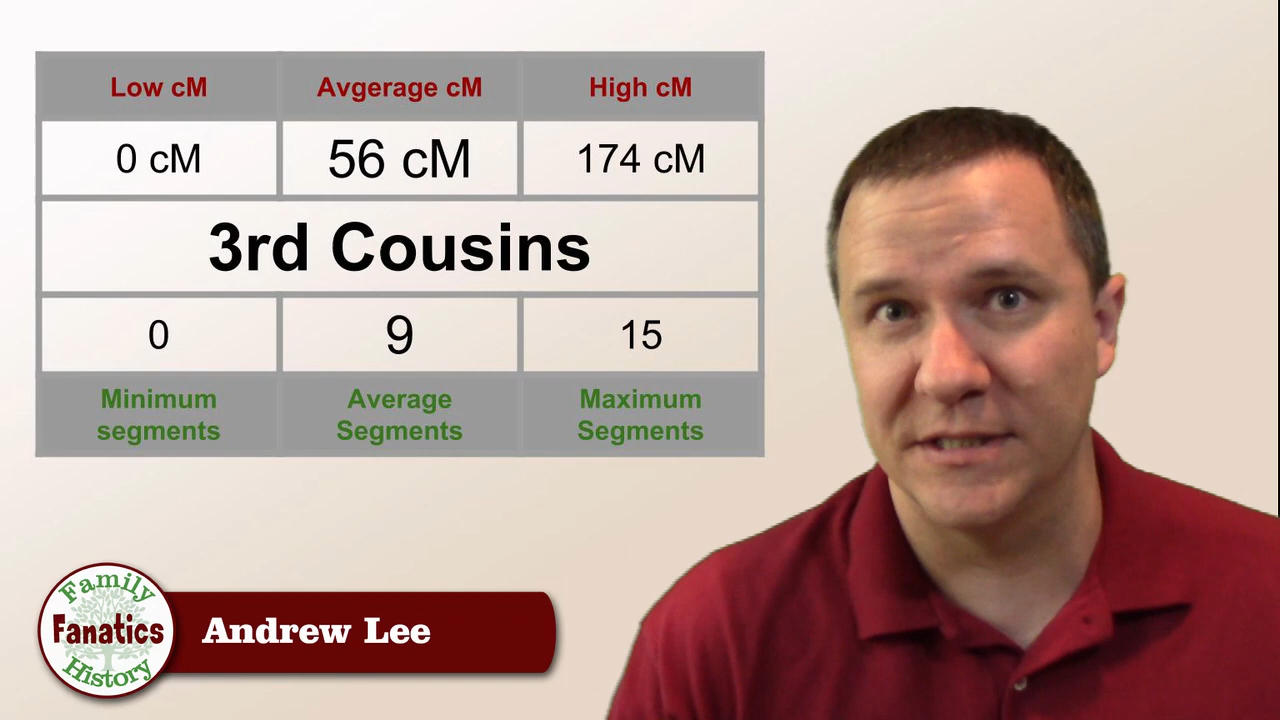 Low cM Avgerage cM High cM
0 cM 56 cM 174 cM
3rd Cousins
0 9 15
Minimum segments Average Segments Maximum Segments
Family
Fanatics
History
Andrew Lee